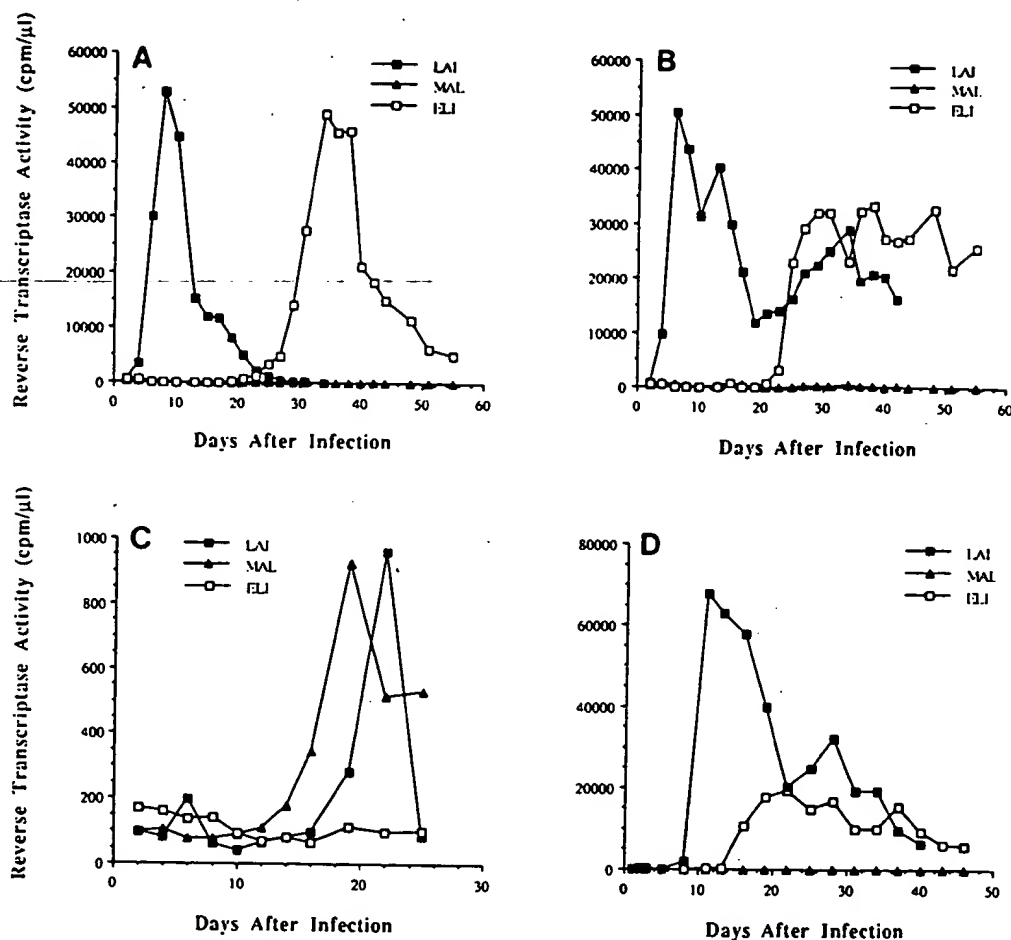 A
Reverse Transcriptase Activity (cpm/µl)
60000
50000
40000
30000
20000
10000
0
0
10
20
30
40
50
60
Days After Infection
LAI
MAL
ELI
B
60000
50000
40000
30000
20000
10000
0
0
10
20
30
40
50
60
Days After Infection
LAI
MAL
ELI
C
Reverse Transcriptase Activity (cpm/µl)
1000
800
600
400
200
0
0
10
20
30
Days After Infection
LAI
MAL
ELI
D
80000
60000
40000
20000
0
0
10
20
30
40
50
Days After Infection
LAI
MAL
ELI